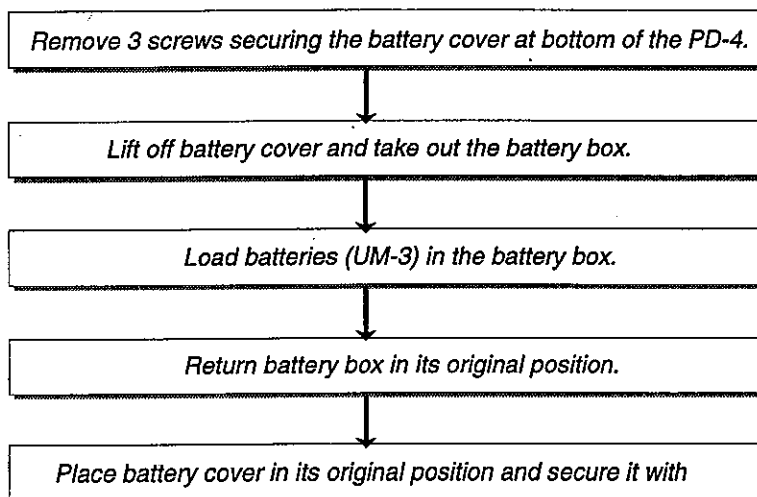 Remove 3 screws securing the battery cover at bottom of the PD-4.
Lift off battery cover and take out the battery box.
Load batteries (UM-3) in the battery box.
Return battery box in its original position.
Place battery cover in its original position and secure it with